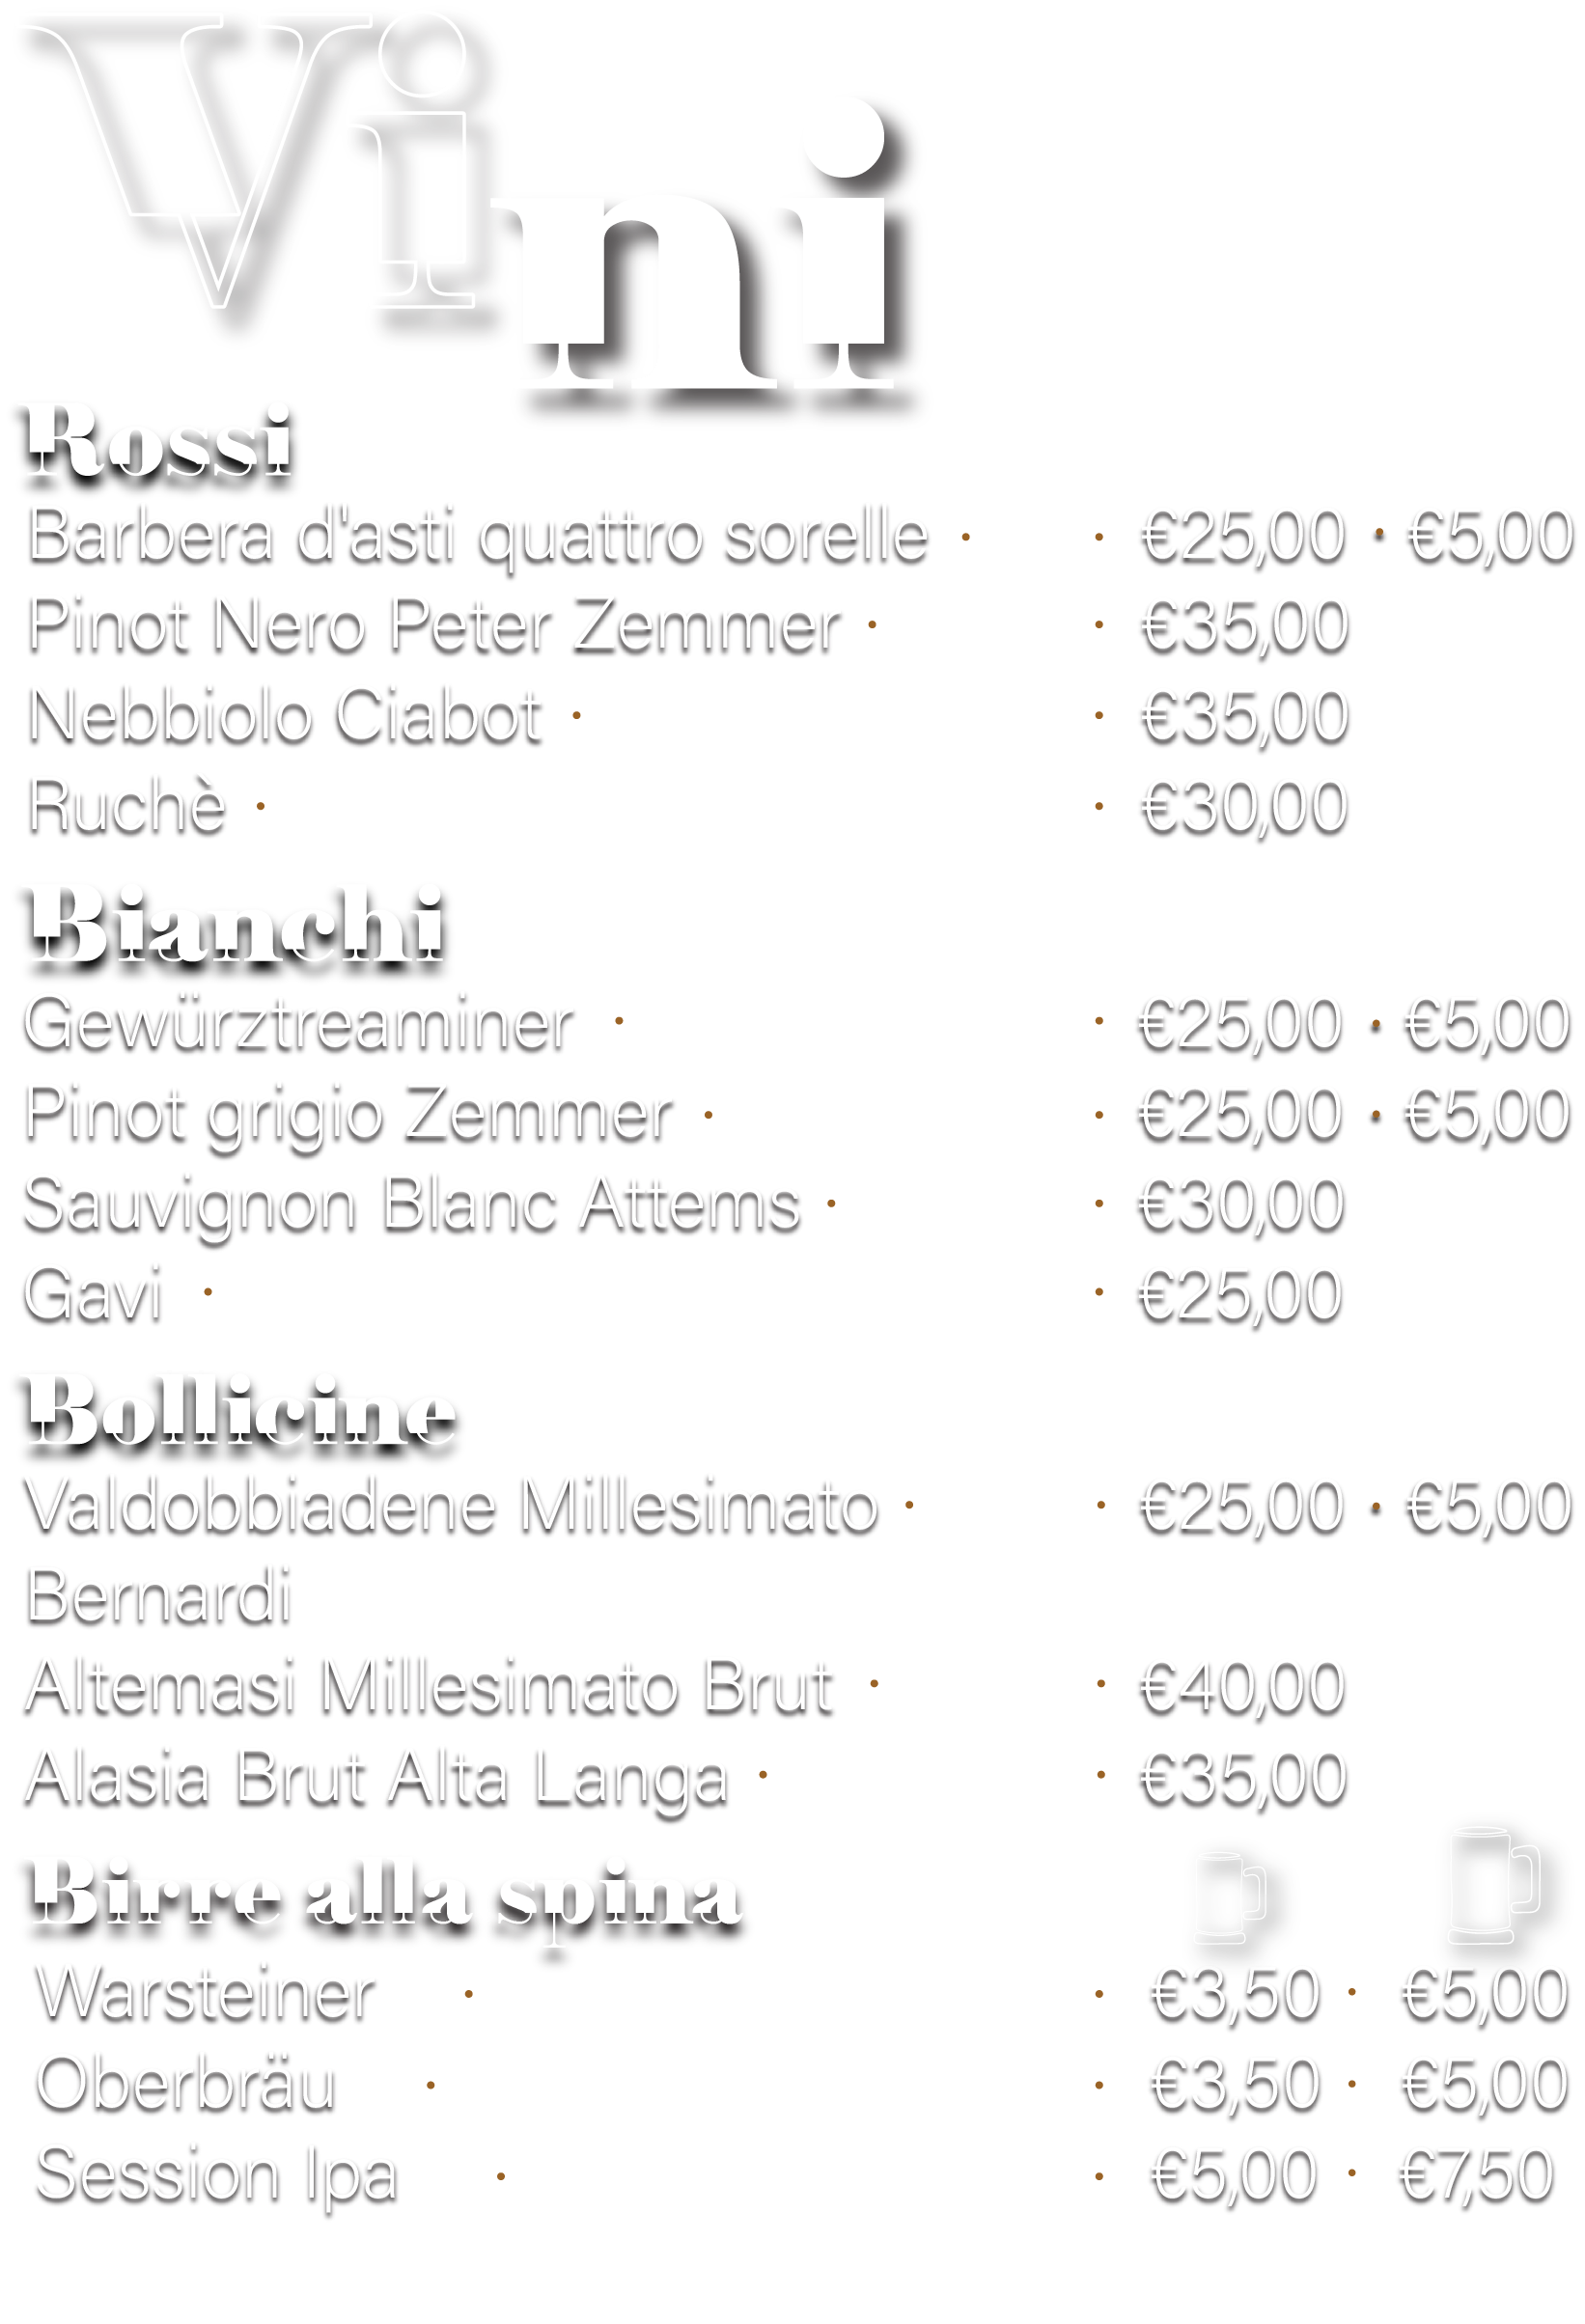 Vini
Rossi
Barbera d'asti quattro sorelle · · €25,00 · €5,00
Pinot Nero Peter Zemmer · · €35,00
Nebbiolo Ciabot · · €35,00
Ruchè · · €30,00
Bianchi
Gewürztreaminer · · €25,00 · €5,00
Pinot grigio Zemmer · · €25,00 · €5,00
Sauvignon Blanc Attems · · €30,00
Gavi · · €25,00
Bollicine
Valdobbiadene Millesimato · · €25,00 · €5,00
Bernardi
Altemasi Millesimato Brut · · €40,00
Alasia Brut Alta Langa · · €35,00
Birre alla spina
Warsteiner · · €3,50 · €5,00
Oberbräu · · €3,50 · €5,00
Session Ipa · · €5,00 · €7,50